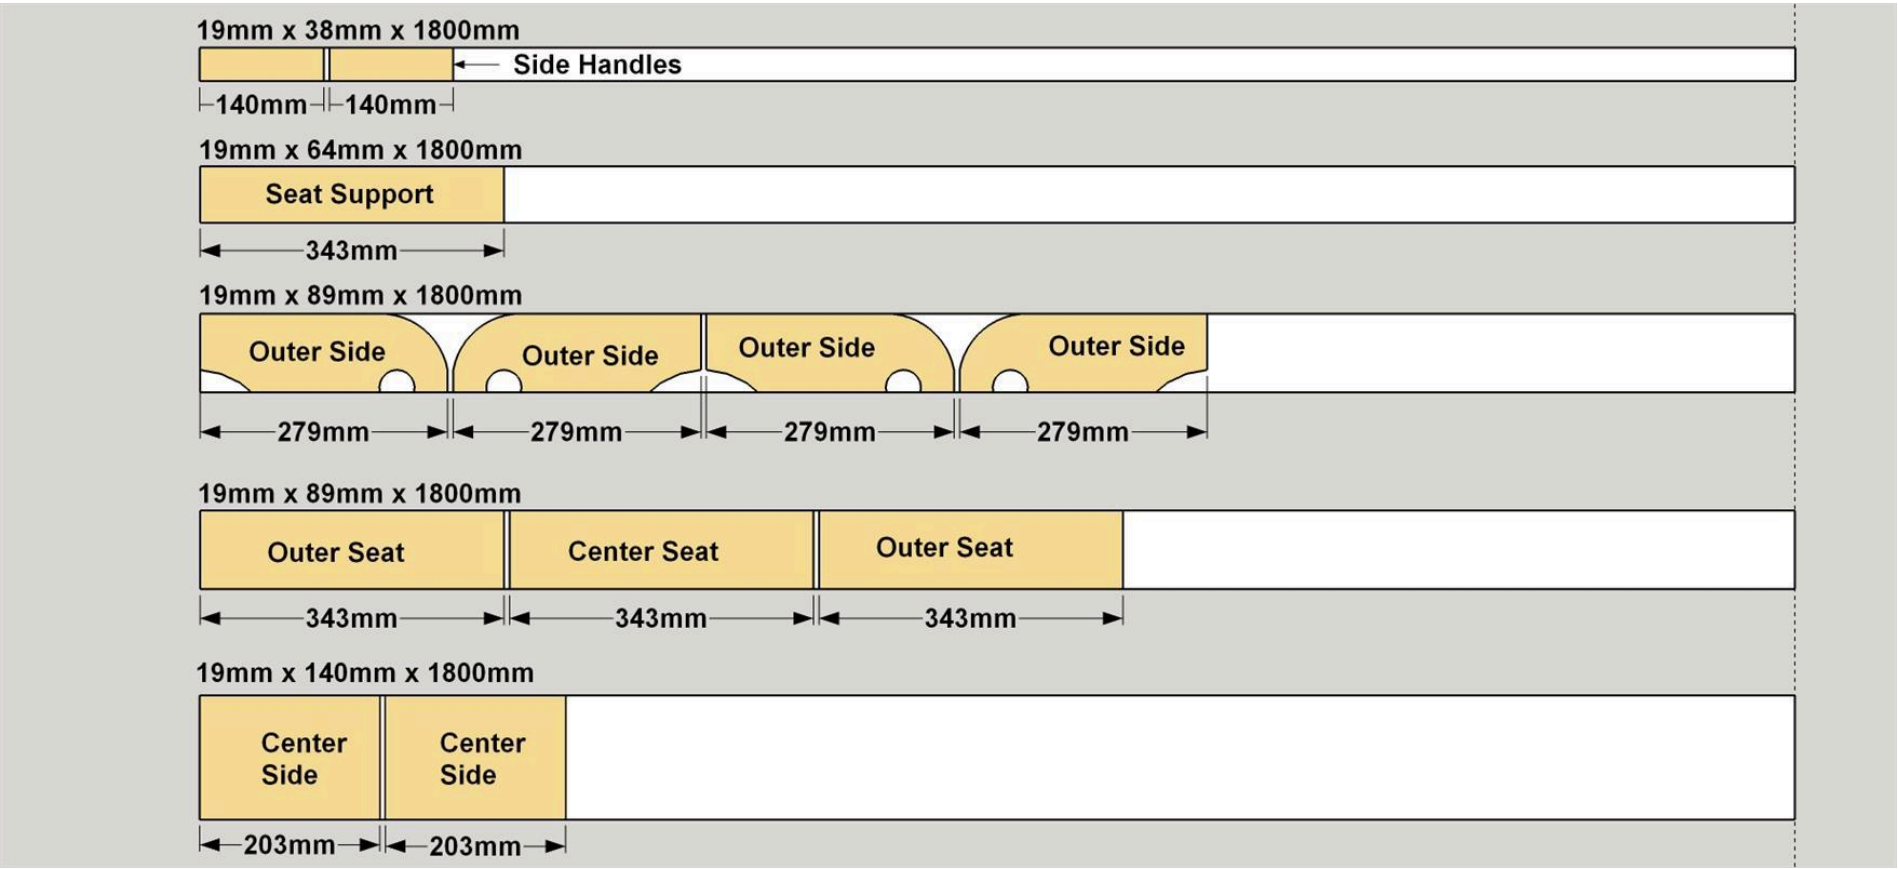 19mm x 38mm x 1800mm
Side Handles
140mm 140mm
19mm x 64mm x 1800mm
Seat Support
343mm
19mm x 89mm x 1800mm
Outer Side Outer Side Outer Side Outer Side
279mm 279mm 279mm 279mm
19mm x 89mm x 1800mm
Outer Seat Center Seat Outer Seat
343mm 343mm 343mm
19mm x 140mm x 1800mm
Center Center
Side Side
203mm 203mm